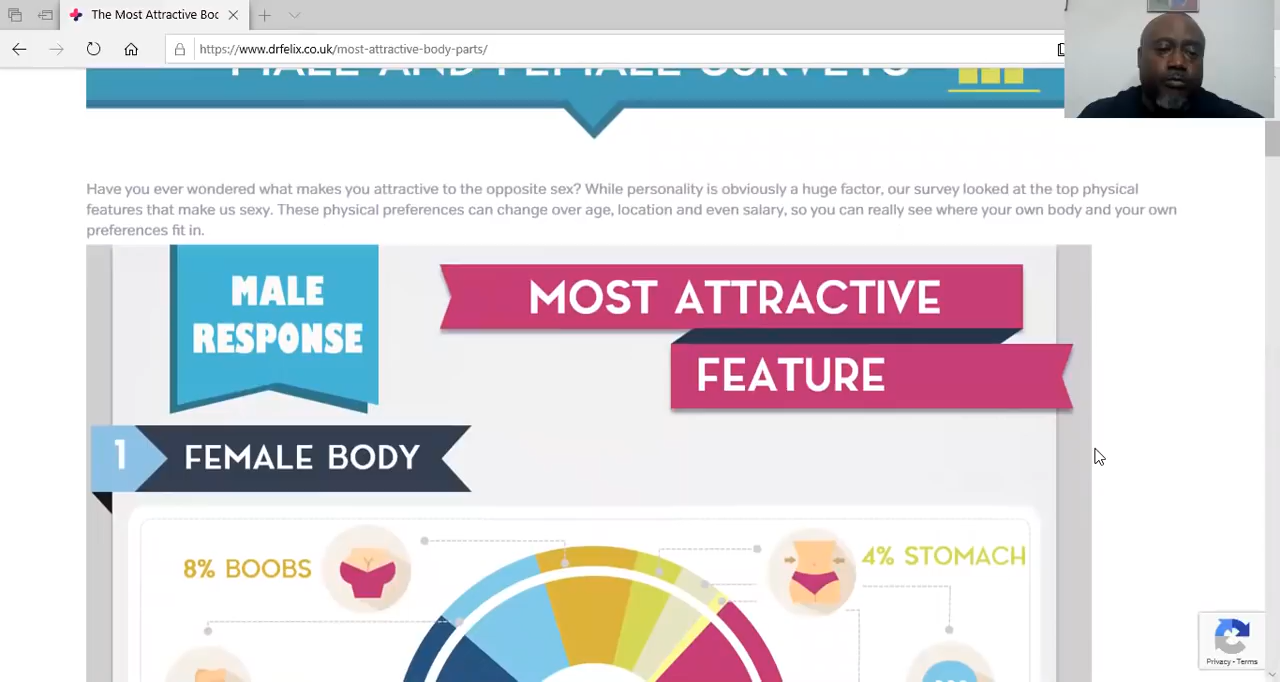 The Most Attractive Boc
https://www.drfelix.co.uk/most-attractive-body-parts/
MALE AND FEMALE SURVEYS
Have you ever wondered what makes you attractive to the opposite sex? While personality is obviously a huge factor, our survey looked at the top physical
features that make us sexy. These physical preferences can change over age, location and even salary, so you can really see where your own body and your own
preferences fit in.
MALE
RESPONSE
MOST ATTRACTIVE
FEATURE
1 FEMALE BODY
8% BOOBS
4% STOMACH
Privacy - Terms